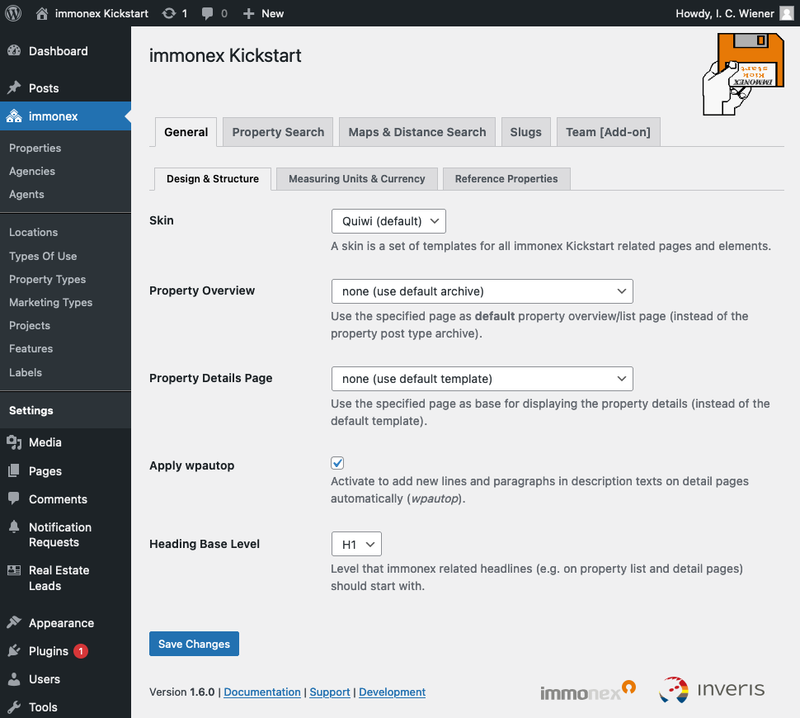 immonex Kickstart 1 0 New Howdy, I. C. Wiener
Dashboard
Posts
immonex
Properties
Agencies
Agents
Locations
Types Of Use
Property Types
Marketing Types
Projects
Features
Labels
Settings
Media
Pages
Comments
Notification
Requests
Real Estate
Leads
Appearance
Plugins 1
Users
Tools
immonex Kickstart
IMMONEX
Kick
start
General Property Search Maps & Distance Search Slugs Team [Add-on]
Design & Structure Measuring Units & Currency Reference Properties
Skin Quiwi (default)
A skin is a set of templates for all immonex Kickstart related pages and elements.
Property Overview none (use default archive)
Use the specified page as default property overview/list page (instead of the
property post type archive).
Property Details Page none (use default template)
Use the specified page as base for displaying the property details (instead of the
default template).
Apply wpautop
Activate to add new lines and paragraphs in description texts on detail pages
automatically (wpautop).
Heading Base Level H1
Level that immonex related headlines (e.g. on property list and detail pages)
should start with.
Save Changes
Version 1.6.0 | Documentation | Support | Development
immonex inveris